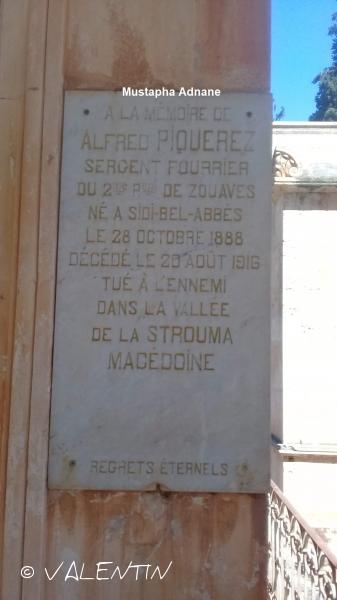 Mustapha Adnane
A LA MÉMOIRE DE
ALFRED PIQUEREZ
SERGENT FOURRIER
DU 2ME RGT DE ZOUAVES
NÉ A SIDI-BEL-ABBÈS
LE 28 OCTOBRE 1888
DÉCÉDÉ LE 20 AOÛT 1916
TUÉ À L'ENNEMI
DANS LA VALLÉE
DE LA STROUMA
MACÉDOINE
REGRETS ÉTERNELS
© VALENTIN